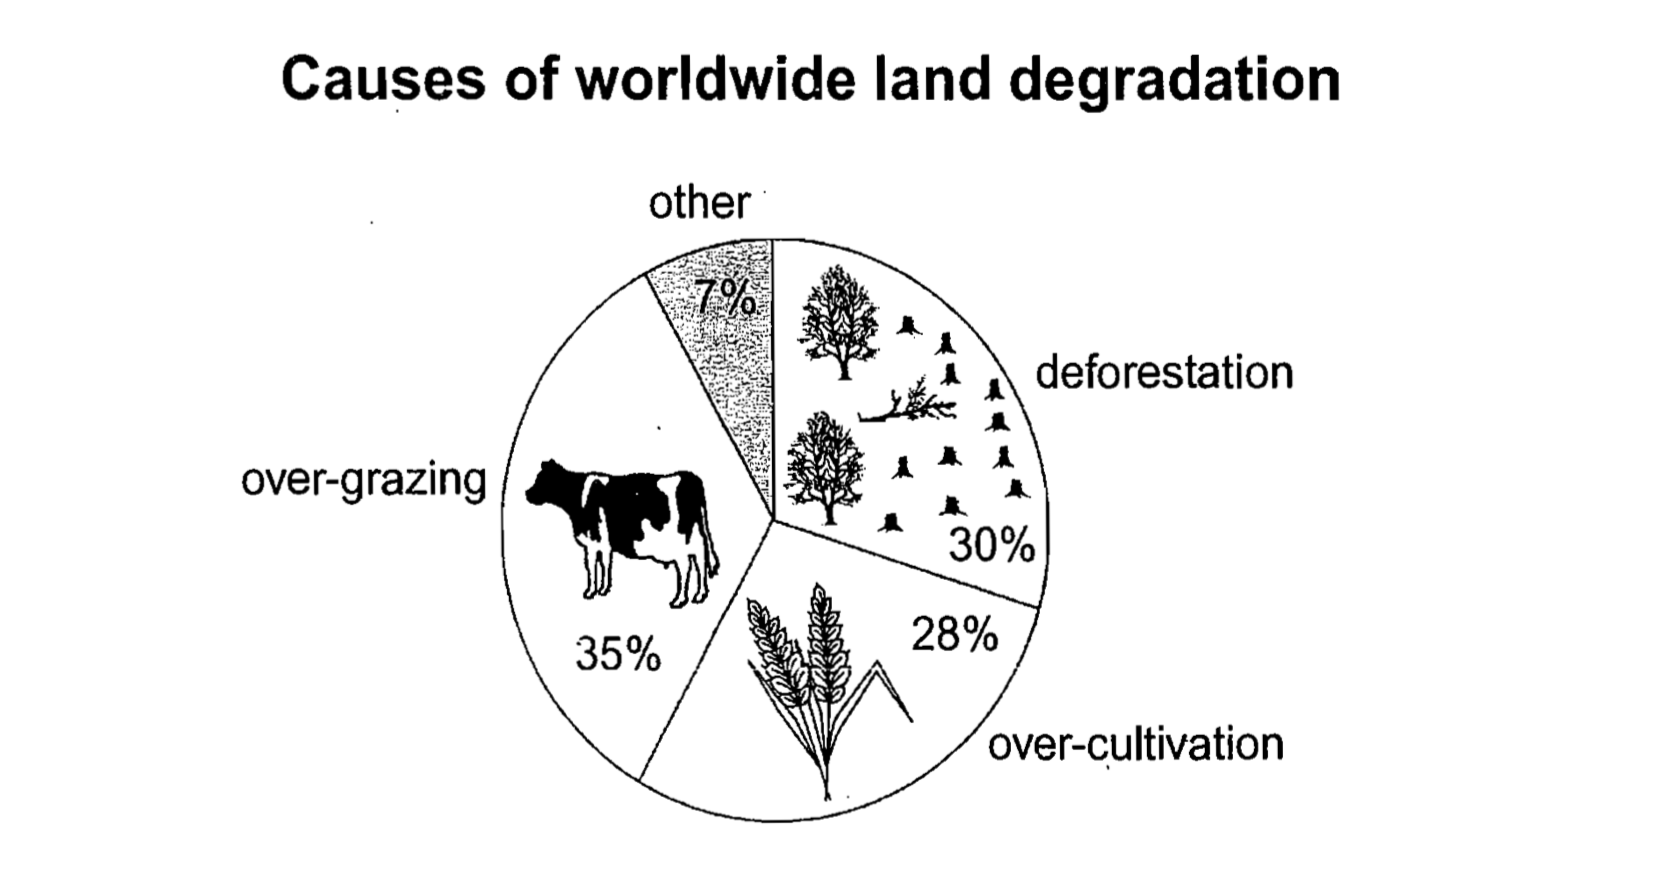 Causes of worldwide land degradation
other
7%
deforestation
30%
over-grazing
35%
28%
over-cultivation